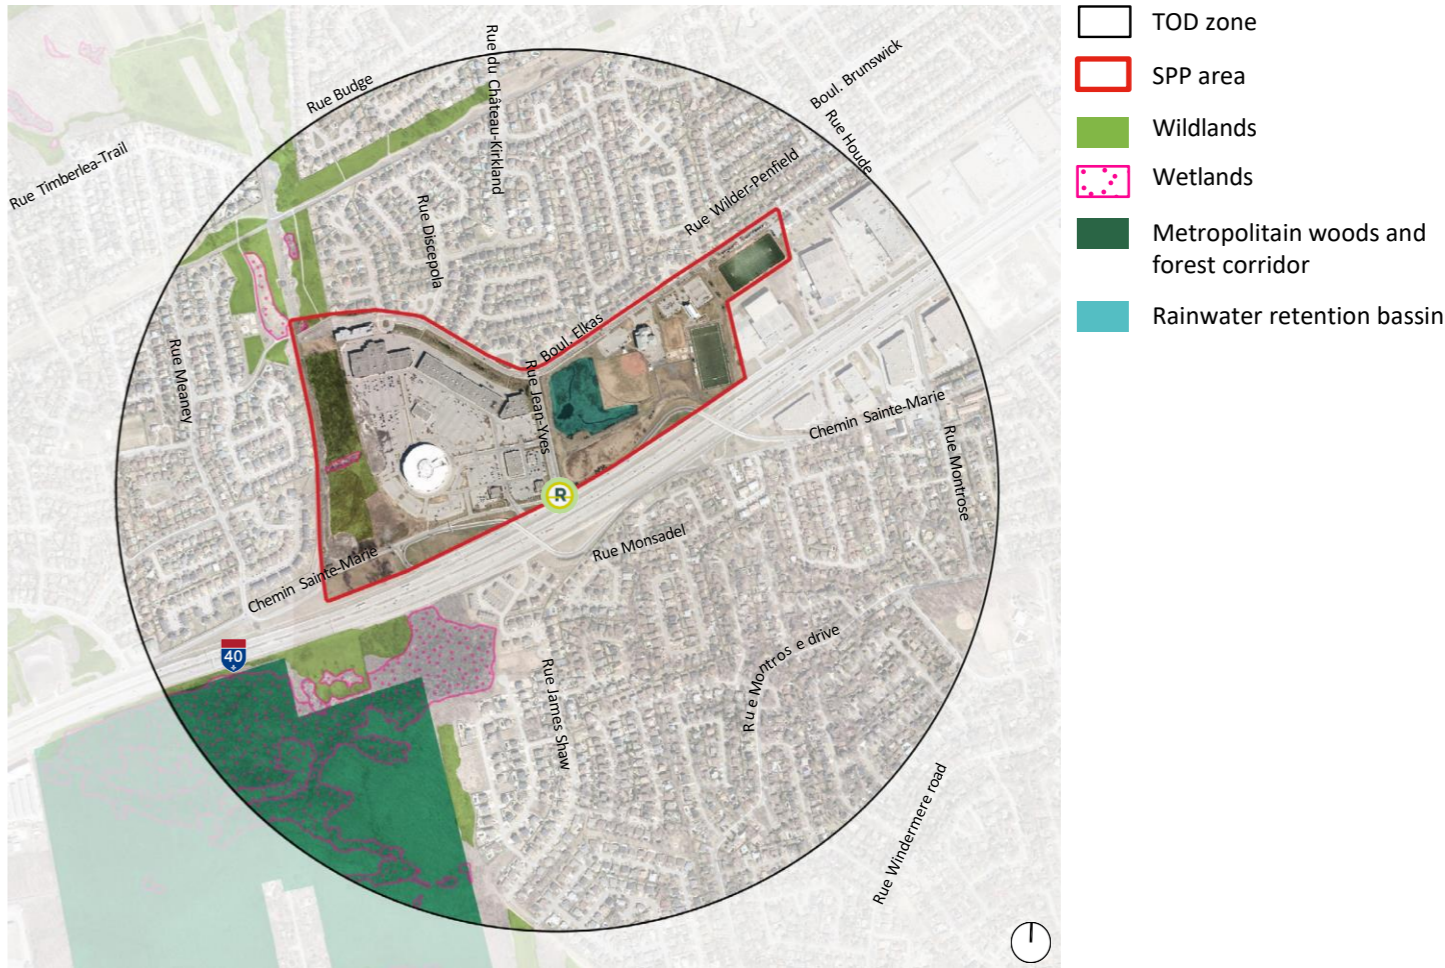 TOD zone
SPP area
Wildlands
Wetlands
Metropolitain woods and
forest corridor
Rainwater retention bassin
Rue Budge
Rue du Château-Kirkland
Boul. Brunswick
Rue Houde
Rue Timberlea-Trail
Rue Wilder-Penfield
Rue Discepola
Boul. Elkas
Rue Meaney
Rue Jean-Yves
Chemin Sainte-Marie
Rue Montrose
R
Rue Monsadel
Chemin Sainte-Marie
40
Rue Montrose drive
Rue James Shaw
Rue Windermere road